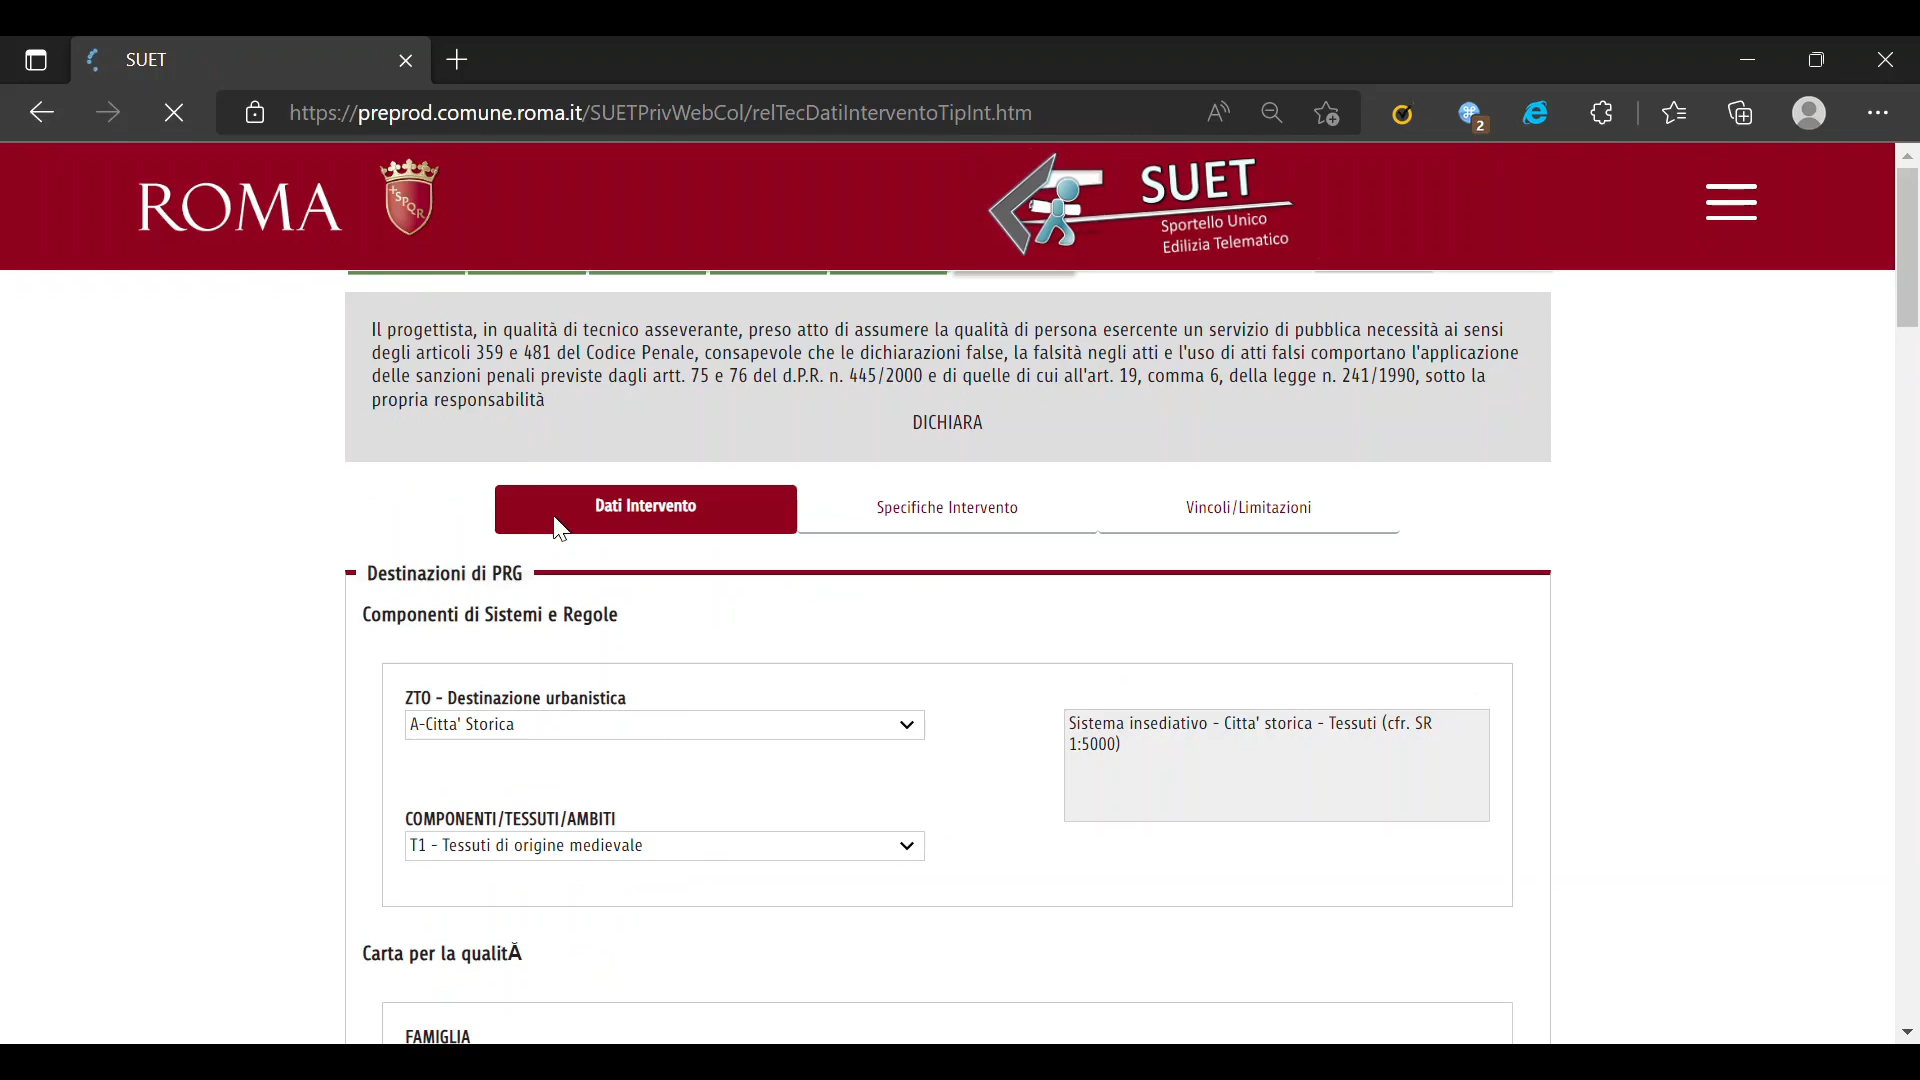 SUET
https://preprod.comune.roma.it/SUETPrivWebCol/relTecDatiInterventoTipInt.htm
2
ROMA
SPQR
SUET
Sportello Unico
Edilizia Telematico
Il progettista, in qualità di tecnico asseverante, preso atto di assumere la qualità di persona esercente un servizio di pubblica necessità ai sensi
degli articoli 359 e 481 del Codice Penale, consapevole che le dichiarazioni false, la falsità negli atti e l'uso di atti falsi comportano l'applicazione
delle sanzioni penali previste dagli artt. 75 e 76 del d.P.R. n. 445/2000 e di quelle di cui all'art. 19, comma 6, della legge n. 241/1990, sotto la
propria responsabilità
DICHIARA
Dati Intervento
Specifiche Intervento
Vincoli/Limitazioni
Destinazioni di PRG
Componenti di Sistemi e Regole
ZTO - Destinazione urbanistica
A-Citta' Storica
Sistema insediativo - Citta' storica - Tessuti (cfr. SR
1:5000)
COMPONENTI/TESSUTI/AMBITI
T1 - Tessuti di origine medievale
Carta per la qualitĂ
FAMIGLIA